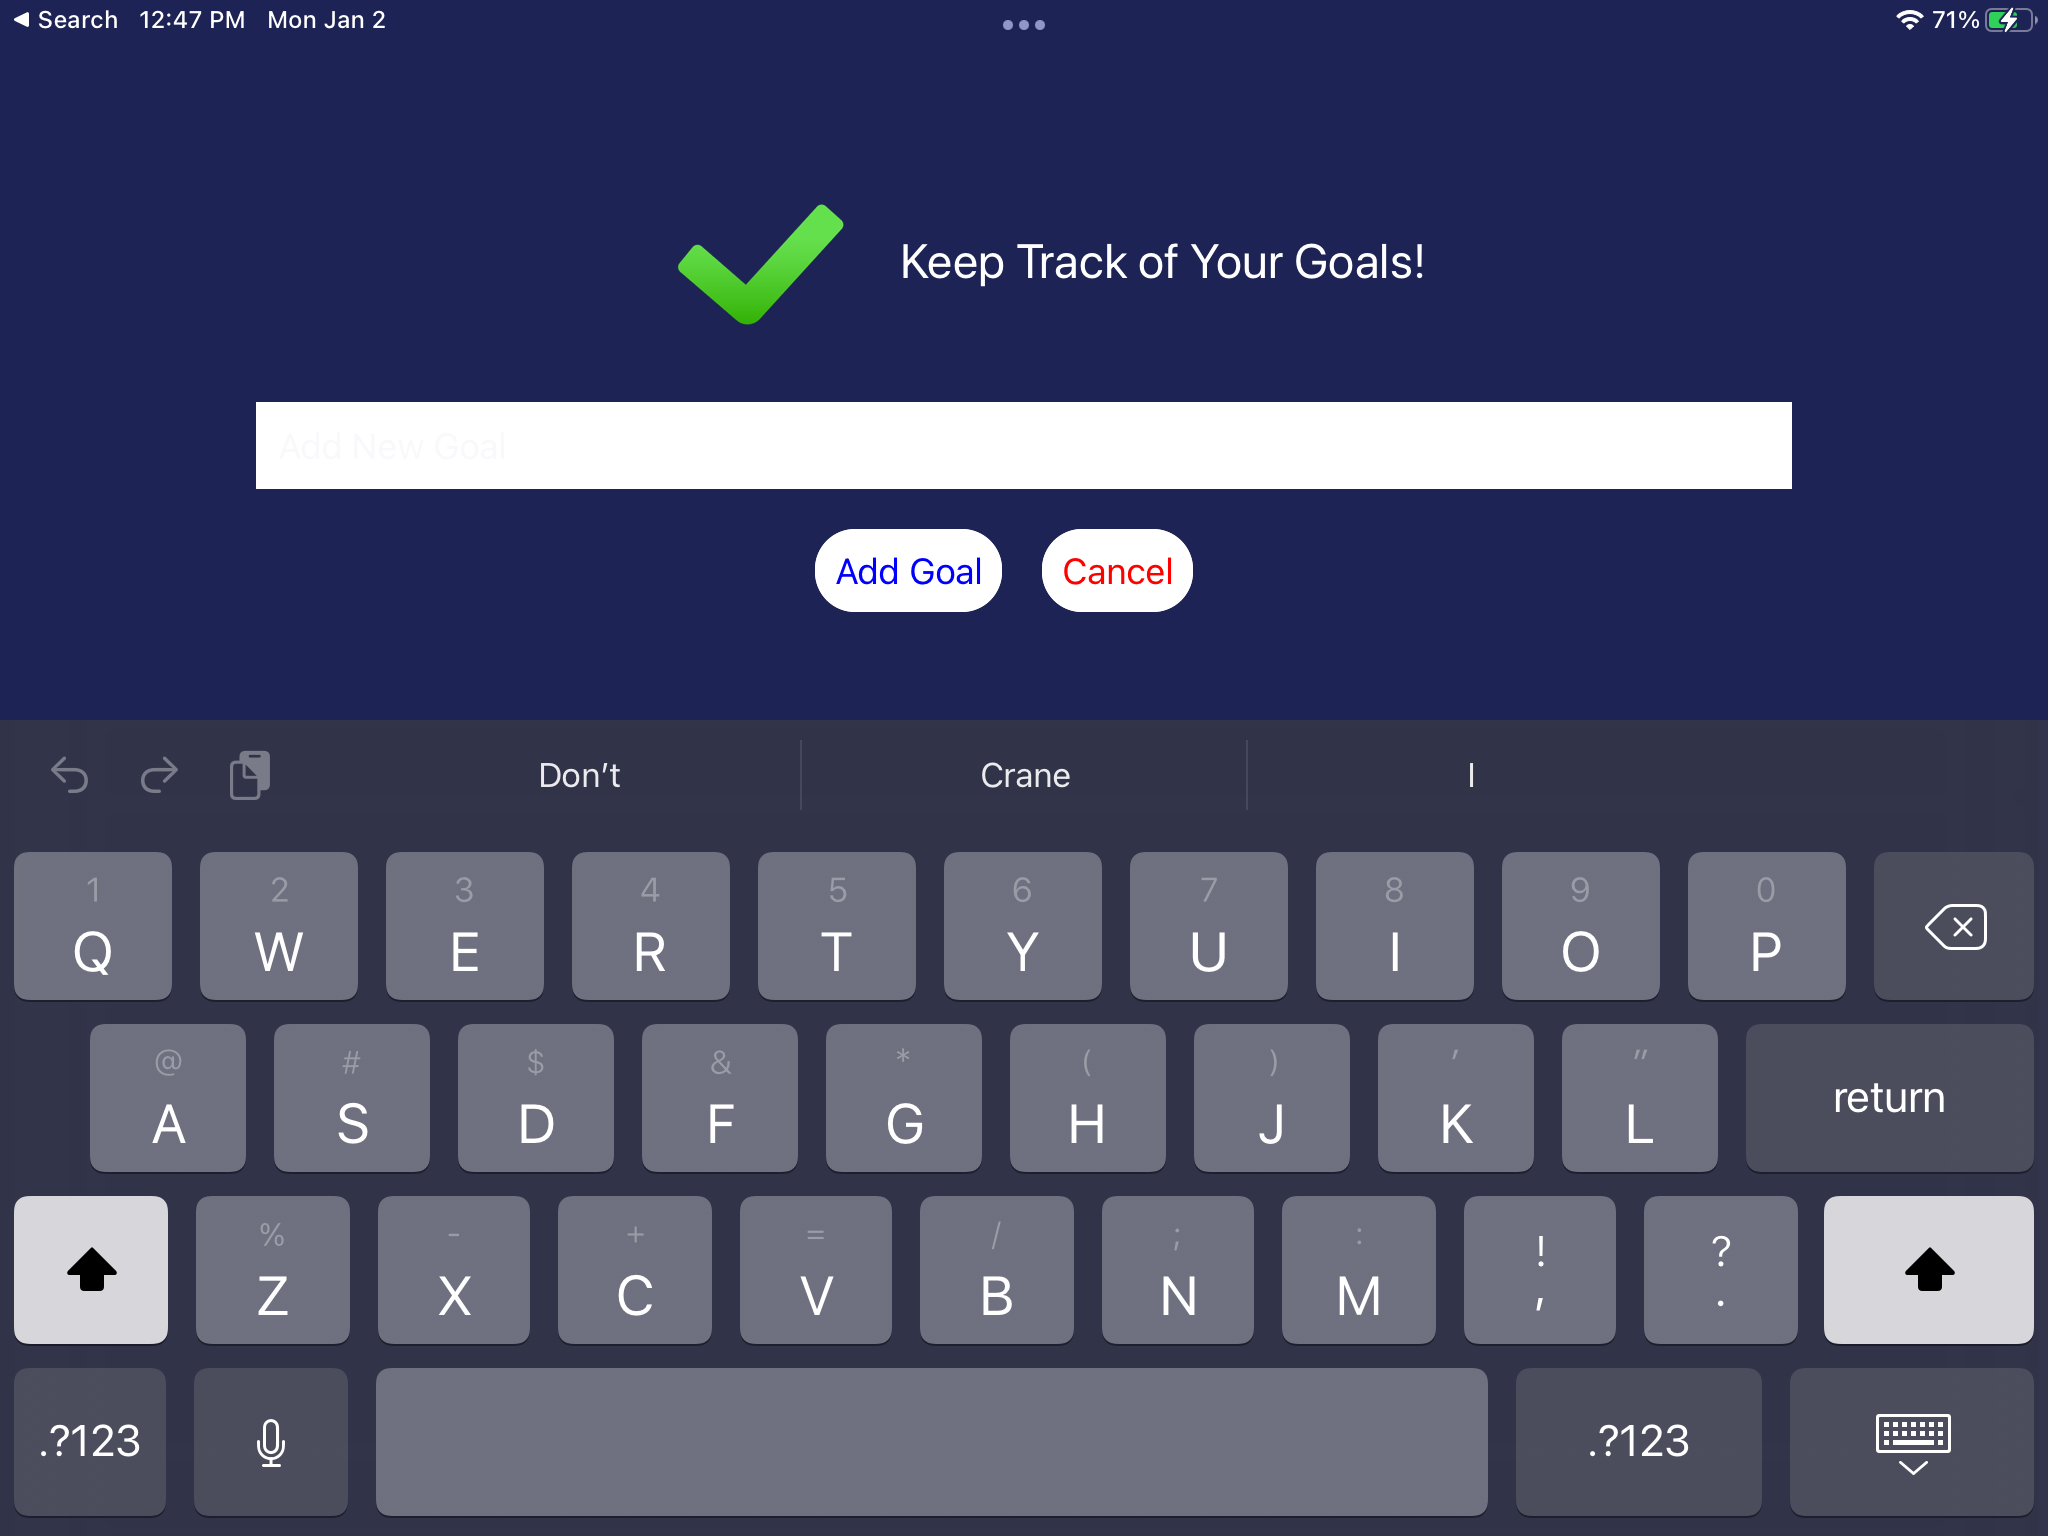 Search 12:47 PM Mon Jan 2 71%
Keep Track of Your Goals!
Add New Goal
Add Goal Cancel
Don't Crane I
1 2 3 4 5 6 7 8 9 0
Q W E R T Y U I O P
@ # $ & * ( ) ' "
A S D F G H J K L return
% - + = / ; : ! ?
Z X C V B N M , .
.?123 .?123